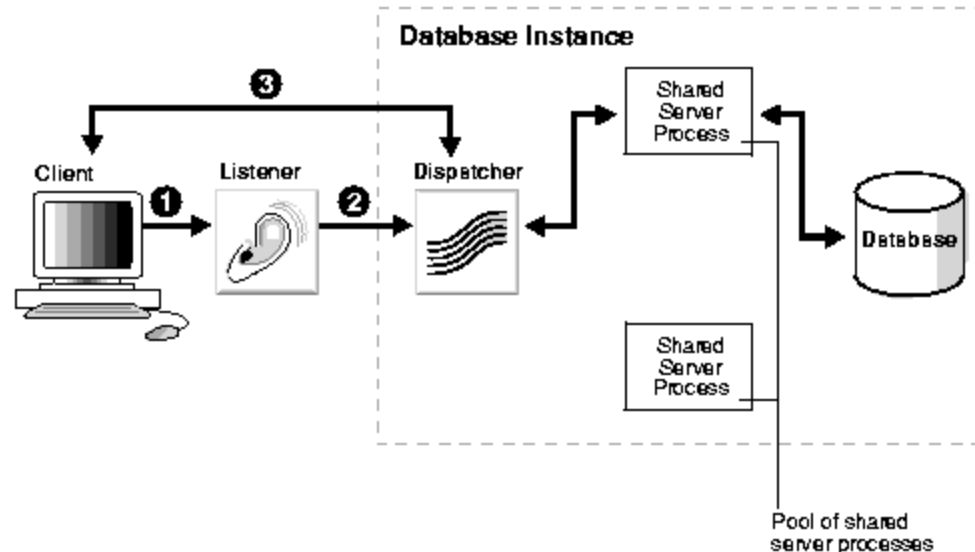 Database Instance
3
Shared
Server
Process
Client
Listener
Dispatcher
1
2
Database
Shared
Server
Process
Pool of shared
server processes